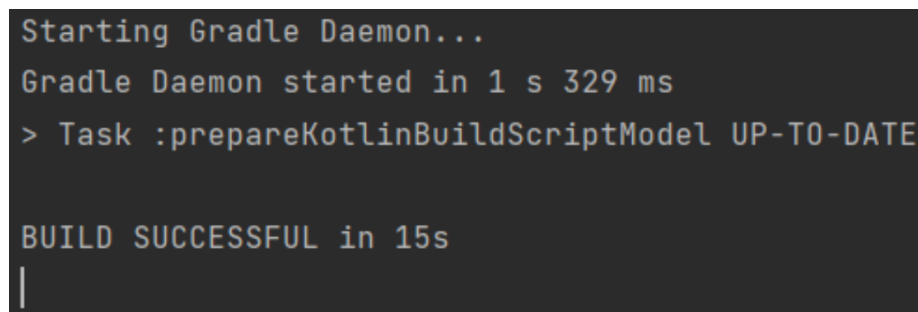 Starting Gradle Daemon...
Gradle Daemon started in 1 s 329 ms
> Task :prepareKotlinBuildScriptModel UP-TO-DATE
BUILD SUCCESSFUL in 15s